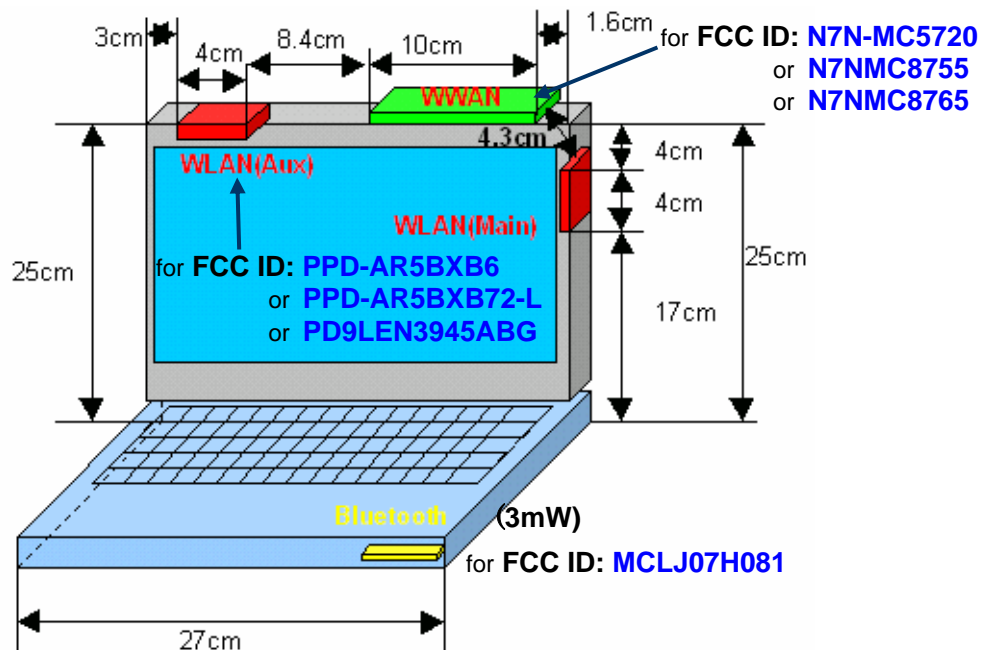 3cm
4cm
8.4cm
10cm
1.6cm
for FCC ID: N7N-MC5720
or N7NMC8755
or N7NMC8765
WWAN
4.3cm
4cm
WLAN(Aux)
4cm
WLAN(Main)
25cm
25cm
for FCC ID: PPD-AR5BXB6
or PPD-AR5BXB72-L
or PD9LEN3945ABG
17cm
Bluetooth (3mW)
for FCC ID: MCLJ07H081
27cm